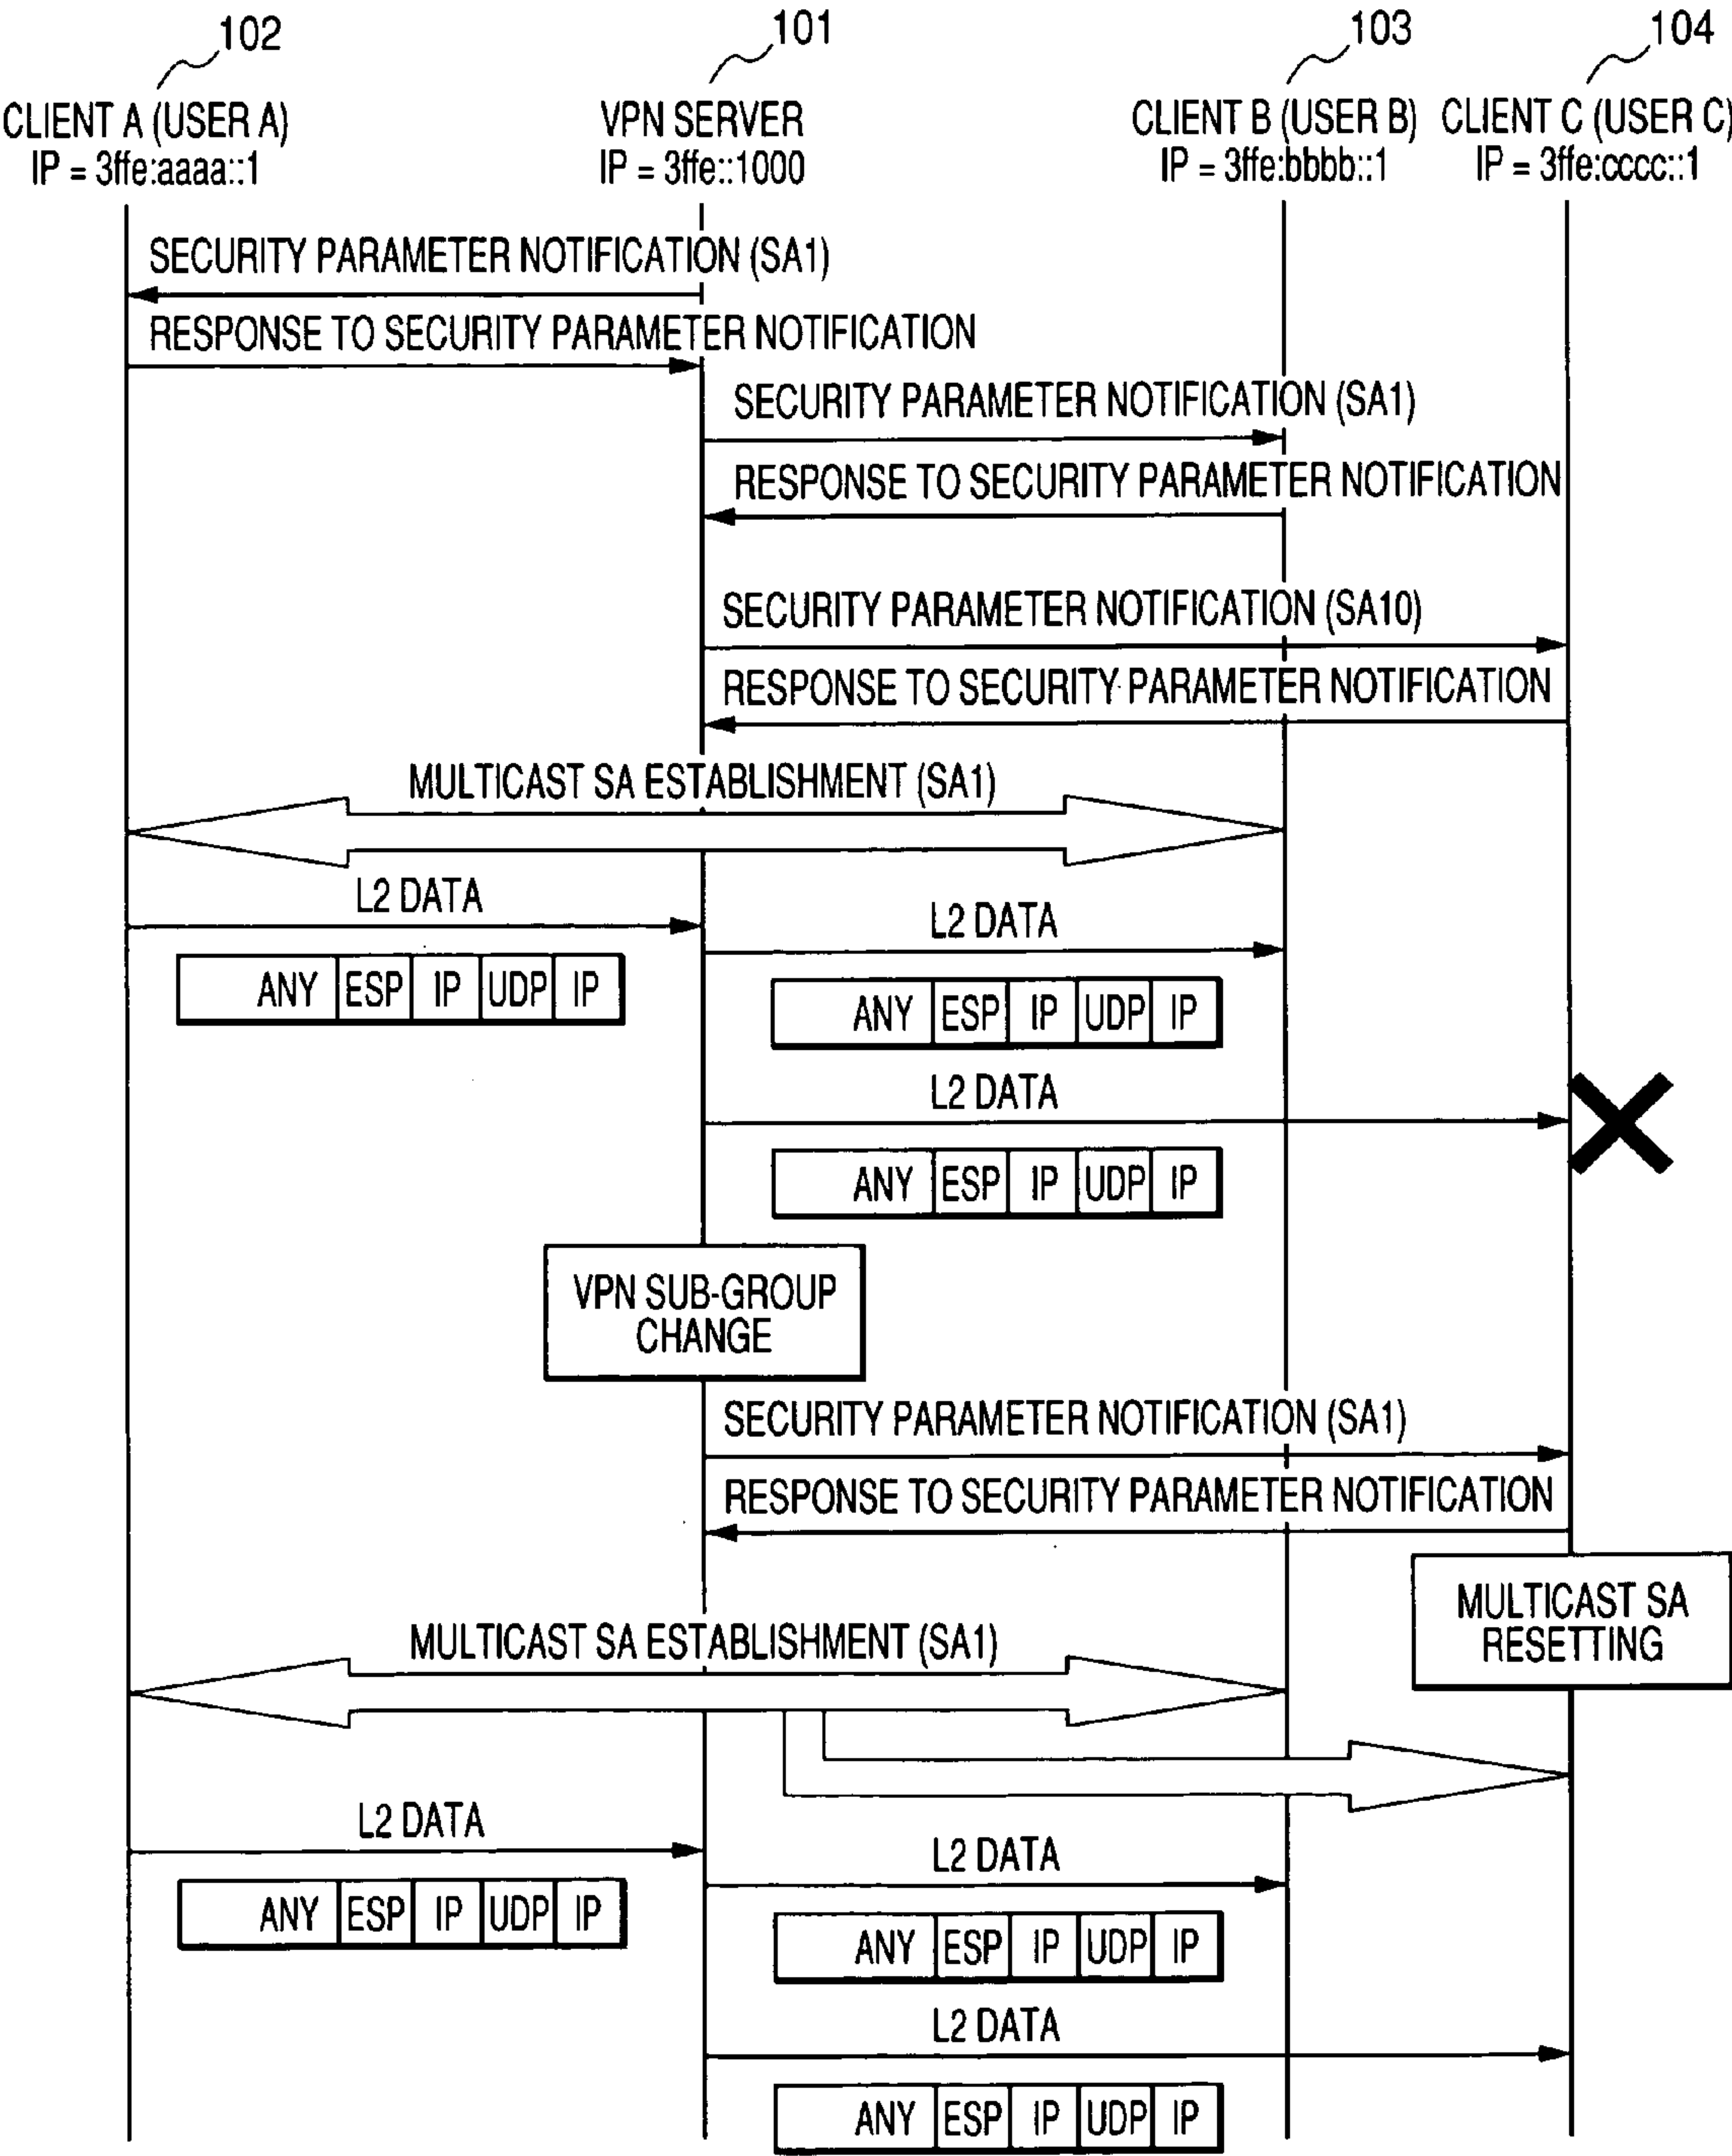 102
101
103
104
CLIENT A (USER A)
IP = 3ffe:aaaa::1
VPN SERVER
IP = 3ffe::1000
CLIENT B (USER B)
IP = 3ffe:bbbb::1
CLIENT C (USER C)
IP = 3ffe:cccc::1
SECURITY PARAMETER NOTIFICATION (SA1)
RESPONSE TO SECURITY PARAMETER NOTIFICATION
SECURITY PARAMETER NOTIFICATION (SA1)
RESPONSE TO SECURITY PARAMETER NOTIFICATION
SECURITY PARAMETER NOTIFICATION (SA10)
RESPONSE TO SECURITY PARAMETER NOTIFICATION
MULTICAST SA ESTABLISHMENT (SA1)
L2 DATA
ANY ESP IP UDP IP
L2 DATA
ANY ESP IP UDP IP
L2 DATA
ANY ESP IP UDP IP
VPN SUB-GROUP
CHANGE
SECURITY PARAMETER NOTIFICATION (SA1)
RESPONSE TO SECURITY PARAMETER NOTIFICATION
MULTICAST SA
RESETTING
MULTICAST SA ESTABLISHMENT (SA1)
L2 DATA
ANY ESP IP UDP IP
L2 DATA
ANY ESP IP UDP IP
L2 DATA
ANY ESP IP UDP IP